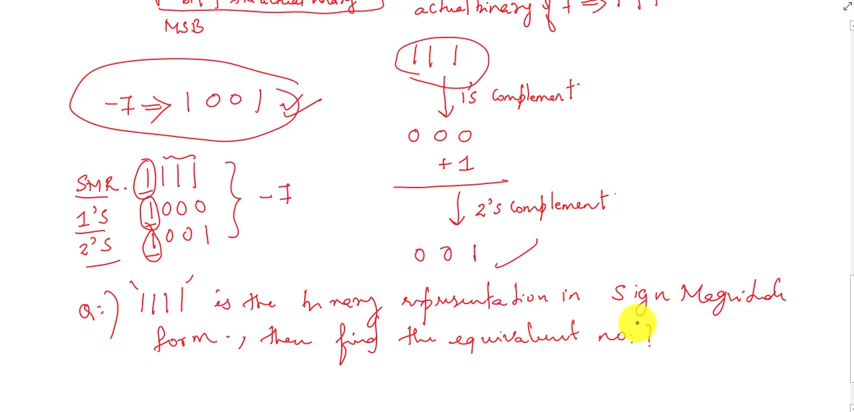 actual binary of 7 ⇒ 111
MSB
111
-7 ⇒ 1001
↓ 1's complement
000
+1
SMR. 1111
1's 1000
2's 1001
} -7
↓ 2's complement
001
Q:) '1111' is the binary representation in Sign Magnitude
form., then find the equivalent no.?